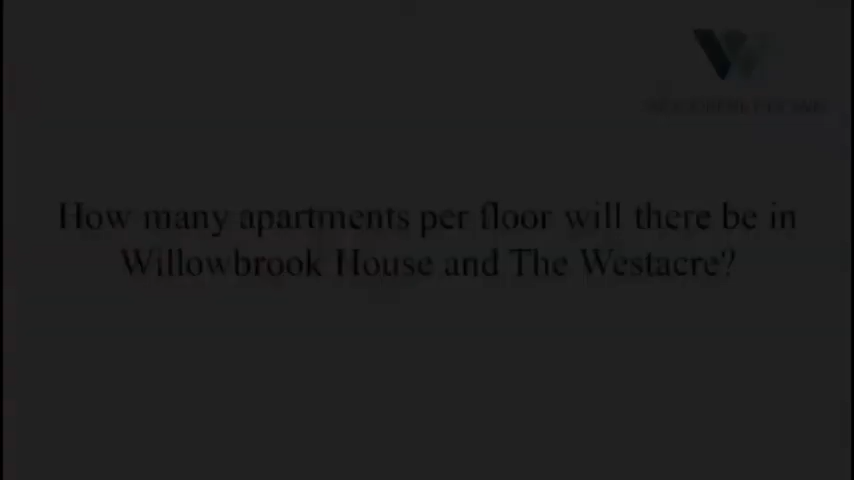 How many apartments per floor will there be in
Willowbrook House and The Westacre?